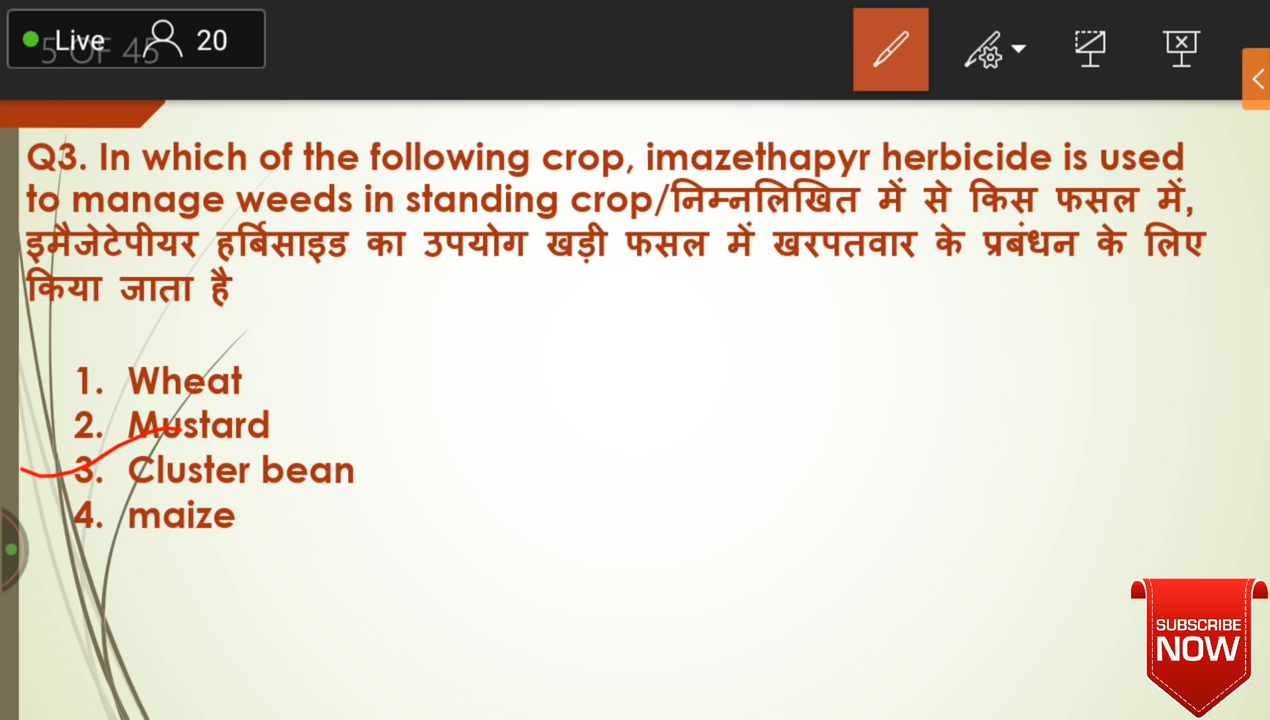 Live 20
5 OF 45
Q3. In which of the following crop, imazethapyr herbicide is used
to manage weeds in standing crop/निम्नलिखित में से किस फसल में,
इमैजेटेपीयर हर्बिसाइड का उपयोग खड़ी फसल में खरपतवार के प्रबंधन के लिए
किया जाता है
1. Wheat
2. Mustard
3. Cluster bean
4. maize
SUBSCRIBE
NOW